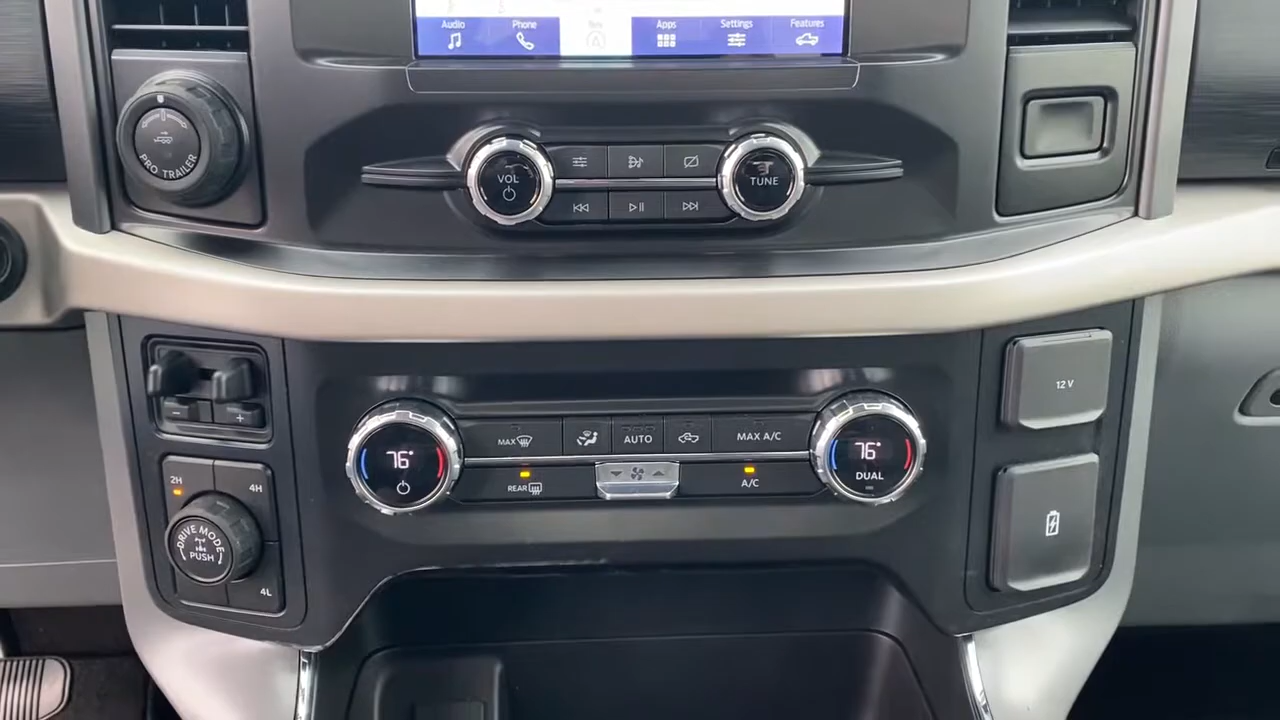 Audio
Phone
Apps
Settings
Features
PRO TRAILER
VOL
TUNE
12 V
76°
MAX
AUTO
MAX A/C
76°
DUAL
REAR
A/C
2H
4H
DRIVE MODE
PUSH
4L